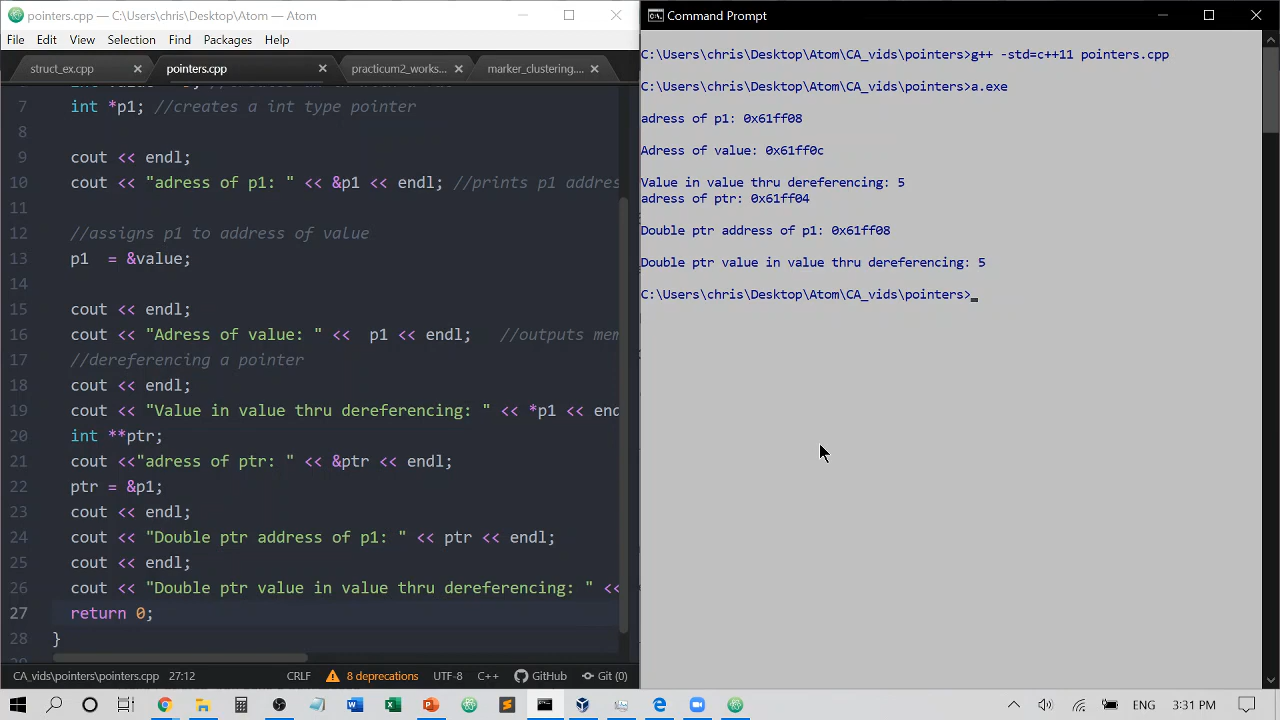 pointers.cpp — C:\Users\chris\Desktop\Atom — Atom
File Edit View Selection Find Packages Help
struct_ex.cpp pointers.cpp practicum2_works... marker_clustering....
7 int *p1; //creates a int type pointer
8
9 cout << endl;
10 cout << "adress of p1: " << &p1 << endl; //prints p1 addres
11
12 //assigns p1 to address of value
13 p1  = &value;
14
15 cout << endl;
16 cout << "Adress of value: " <<  p1 << endl;   //outputs mem
17 //dereferencing a pointer
18 cout << endl;
19 cout << "Value in value thru dereferencing: " << *p1 << end
20 int **ptr;
21 cout <<"adress of ptr: " << &ptr << endl;
22 ptr = &p1;
23 cout << endl;
24 cout << "Double ptr address of p1: " << ptr << endl;
25 cout << endl;
26 cout << "Double ptr value in value thru dereferencing: " <<
27 return 0;
28 }
CA_vids\pointers\pointers.cpp 27:12 CRLF 8 deprecations UTF-8 C++ GitHub Git (0)
Command Prompt
C:\Users\chris\Desktop\Atom\CA_vids\pointers>g++ -std=c++11 pointers.cpp
C:\Users\chris\Desktop\Atom\CA_vids\pointers>a.exe
adress of p1: 0x61ff08
Adress of value: 0x61ff0c
Value in value thru dereferencing: 5
adress of ptr: 0x61ff04
Double ptr address of p1: 0x61ff08
Double ptr value in value thru dereferencing: 5
C:\Users\chris\Desktop\Atom\CA_vids\pointers>_
ENG 3:31 PM